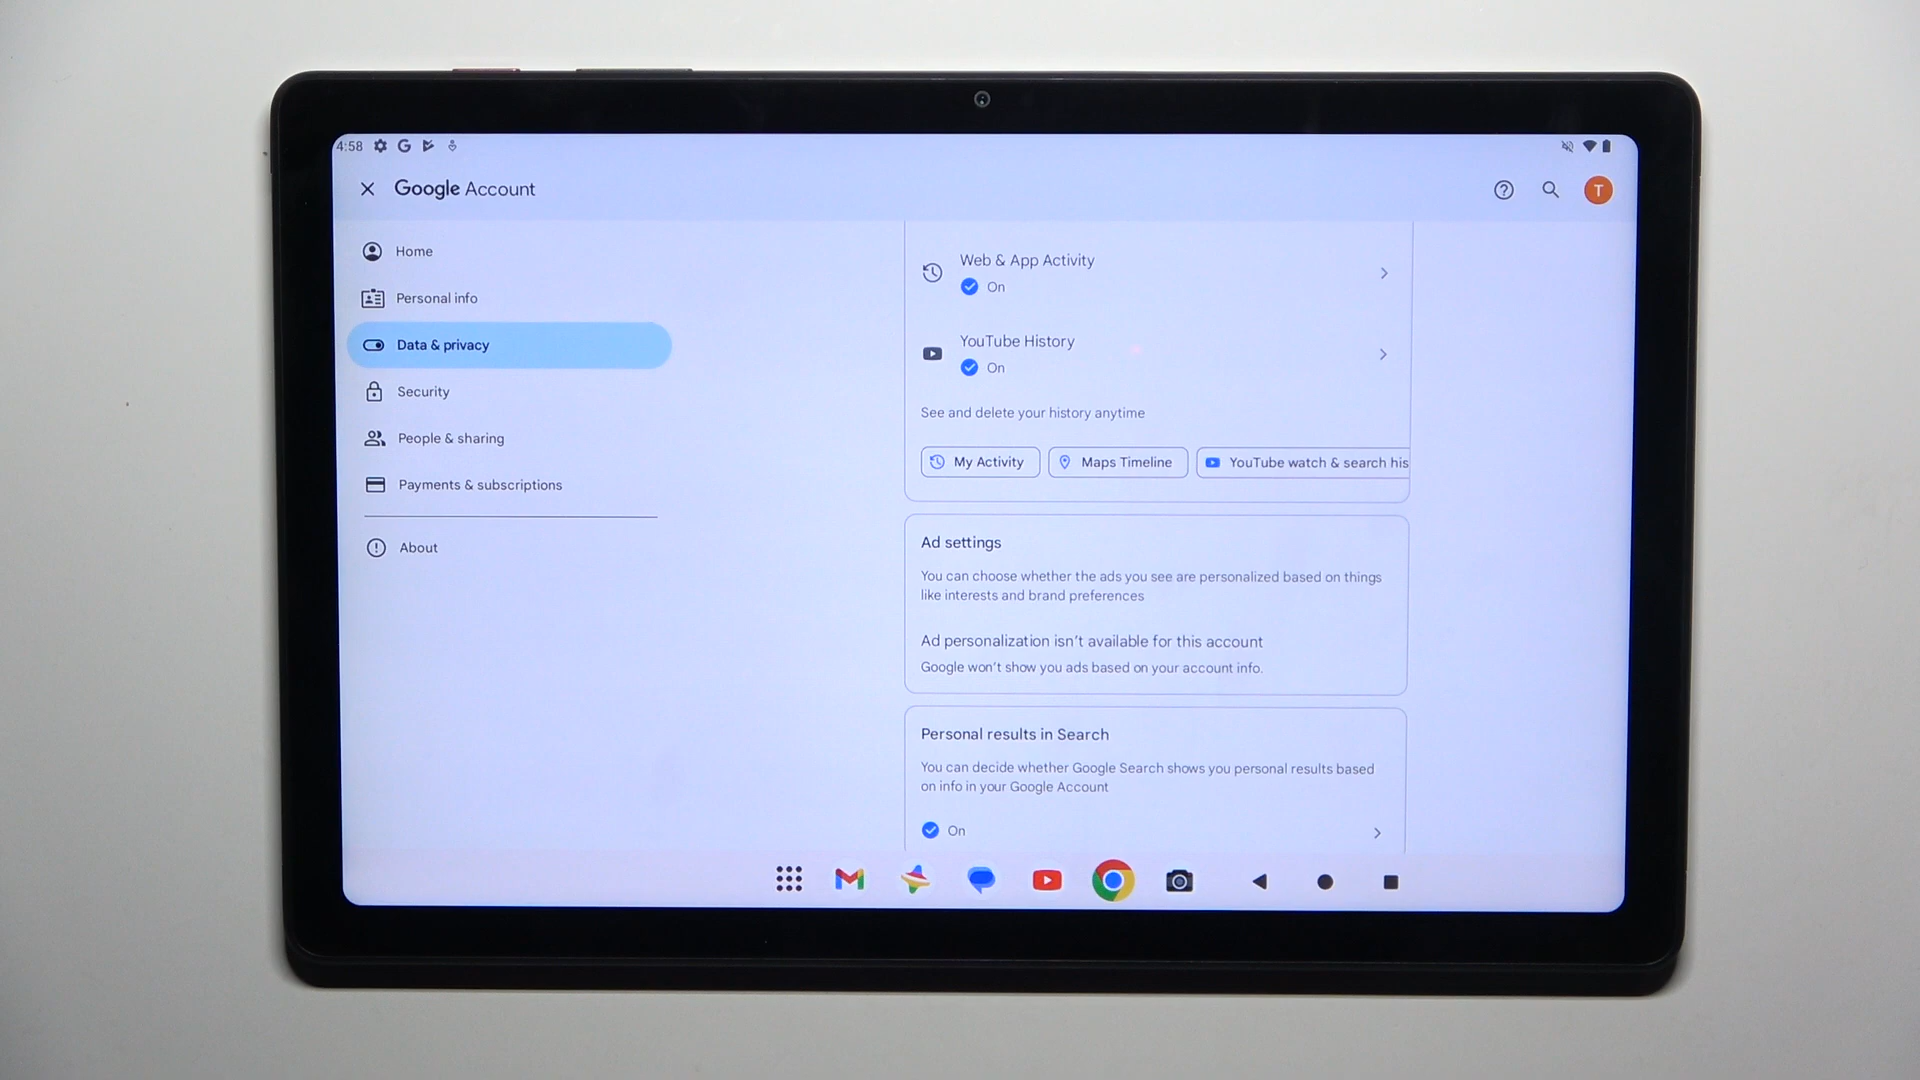 4:58
Google Account
T
Home
Personal info
Data & privacy
Security
People & sharing
Payments & subscriptions
About
Web & App Activity
On
YouTube History
On
See and delete your history anytime
My Activity
Maps Timeline
YouTube watch & search his
Ad settings
You can choose whether the ads you see are personalized based on things
like interests and brand preferences
Ad personalization isn't available for this account
Google won't show you ads based on your account info.
Personal results in Search
You can decide whether Google Search shows you personal results based
on info in your Google Account
On